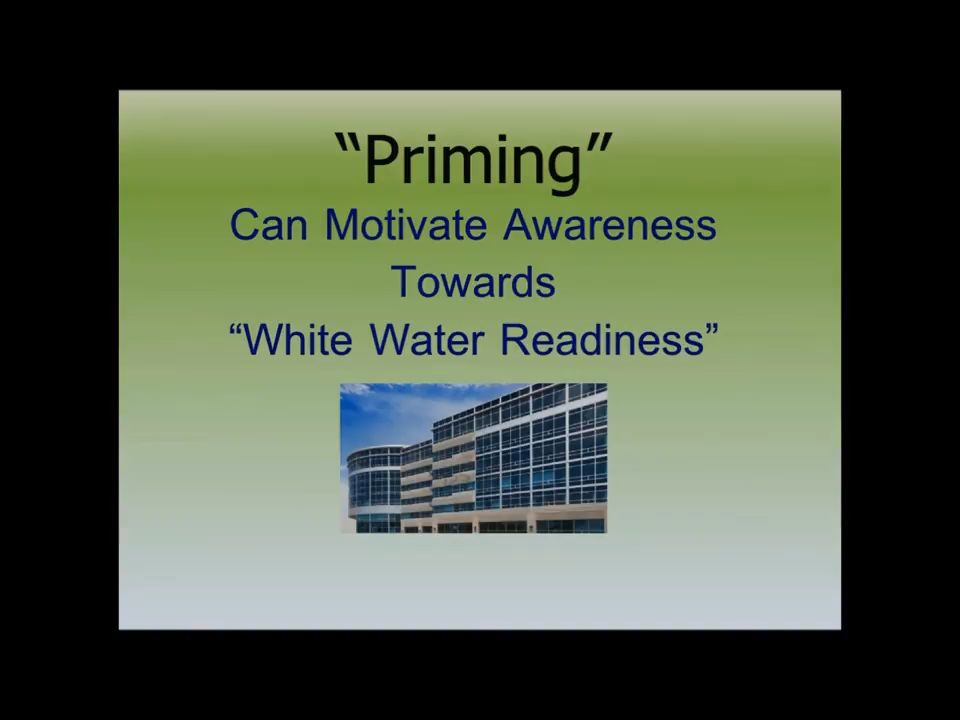 “Priming”
Can Motivate Awareness
Towards
“White Water Readiness”